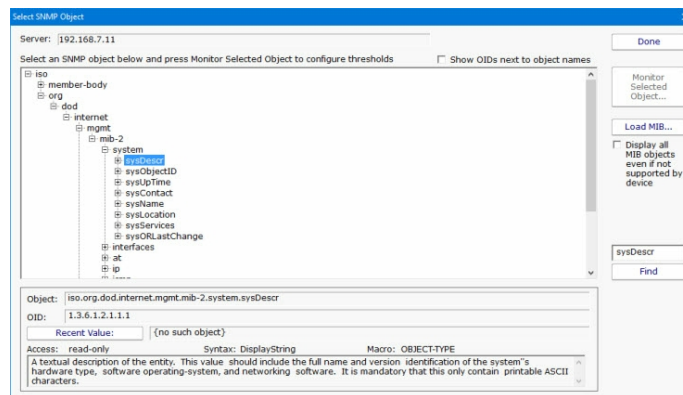 Select SNMP Object
Server: 192.168.7.11
Done
Select an SNMP object below and press Monitor Selected Object to configure thresholds
Show OIDs next to object names
iso
member-body
org
dod
internet
mgmt
mib-2
system
sysDescr
sysObjectID
sysUpTime
sysContact
sysName
sysLocation
sysServices
sysORLastChange
interfaces
at
ip
Monitor
Selected
Object...
Load MIB...
Display all
MIB objects
even if not
supported by
device
sysDescr
Find
Object: iso.org.dod.internet.mgmt.mib-2.system.sysDescr
OID: 1.3.6.1.2.1.1.1
Recent Value: {no such object}
Access: read-only Syntax: DisplayString Macro: OBJECT-TYPE
A textual description of the entity. This value should include the full name and version identification of the system"s
hardware type, software operating-system, and networking software. It is mandatory that this only contain printable ASCII
characters.